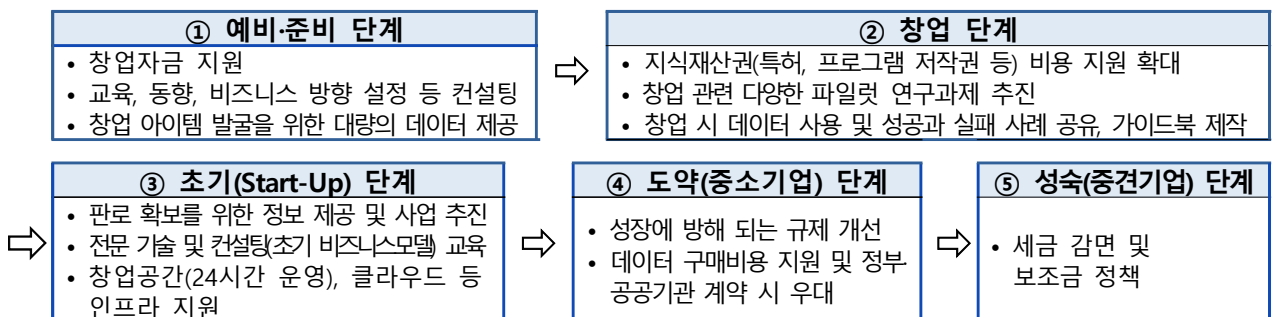 ① 예비·준비 단계
• 창업자금 지원
• 교육, 동향, 비즈니스 방향 설정 등 컨설팅
• 창업 아이템 발굴을 위한 대량의 데이터 제공
② 창업 단계
• 지식재산권(특허, 프로그램 저작권 등) 비용 지원 확대
• 창업 관련 다양한 파일럿 연구과제 추진
• 창업 시 데이터 사용 및 성공과 실패 사례 공유, 가이드북 제작
③ 초기(Start-Up) 단계
• 판로 확보를 위한 정보 제공 및 사업 추진
• 전문 기술 및 컨설팅(초기 비즈니스모델) 교육
• 창업공간(24시간 운영), 클라우드 등
인프라 지원
④ 도약(중소기업) 단계
• 성장에 방해 되는 규제 개선
• 데이터 구매비용 지원 및 정부·
공공기관 계약 시 우대
⑤ 성숙(중견기업) 단계
• 세금 감면 및
보조금 정책